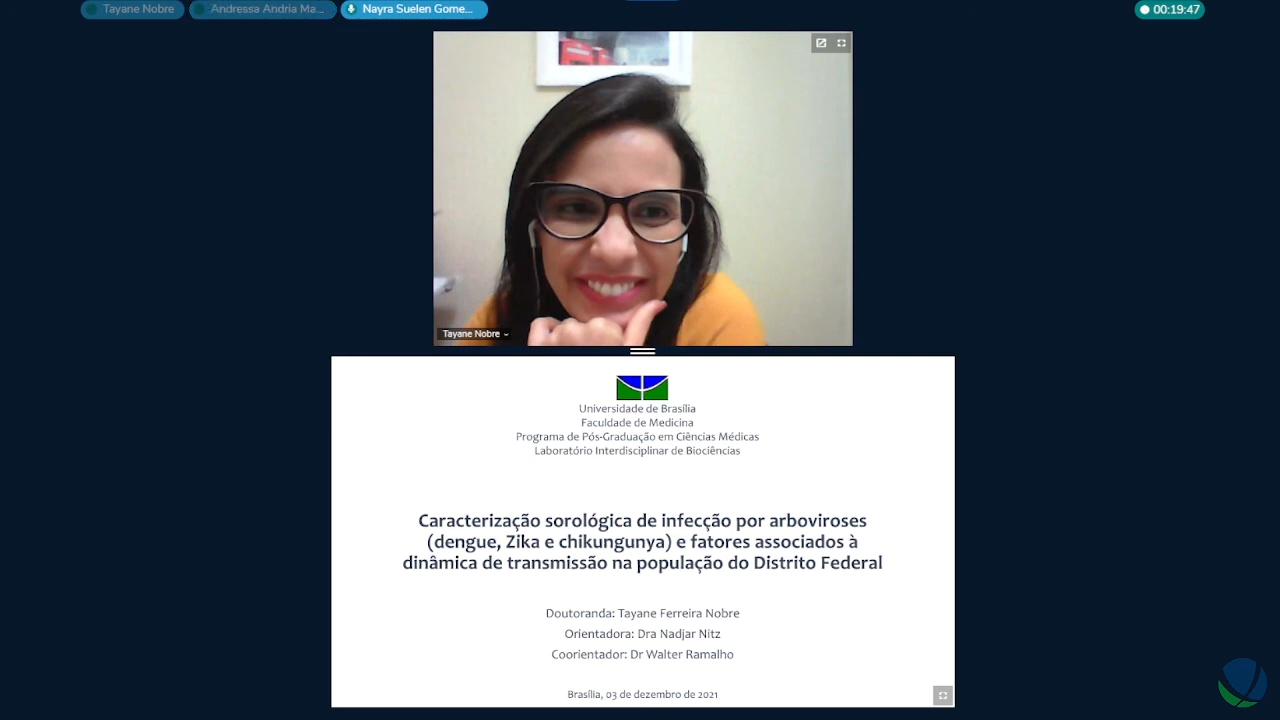 Tayane Nobre
Andressa Andria Ma...
Nayra Suelen Gome...
00:19:47
Tayane Nobre
Universidade de Brasília
Faculdade de Medicina
Programa de Pós-Graduação em Ciências Médicas
Laboratório Interdisciplinar de Biociências
Caracterização sorológica de infecção por arboviroses
(dengue, Zika e chikungunya) e fatores associados à
dinâmica de transmissão na população do Distrito Federal
Doutoranda: Tayane Ferreira Nobre
Orientadora: Dra Nadjar Nitz
Coorientador: Dr Walter Ramalho
Brasília, 03 de dezembro de 2021